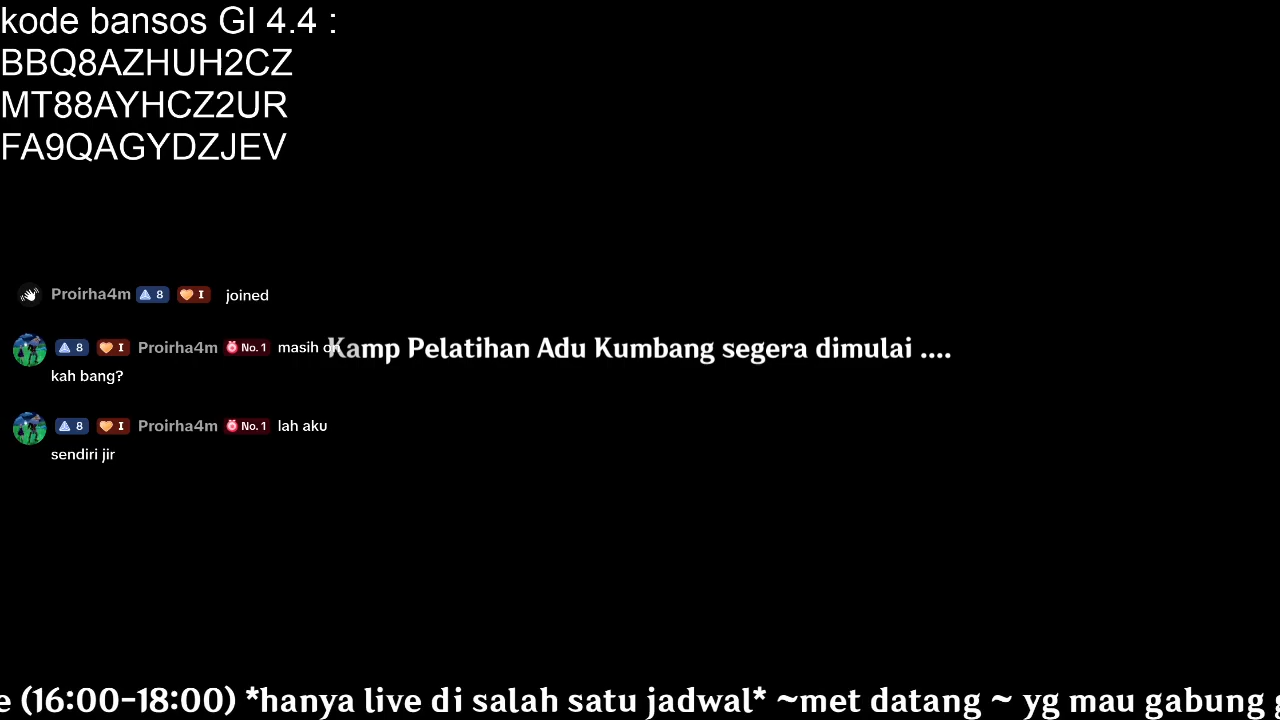 kode bansos GI 4.4 :
BBQ8AZHUH2CZ
MT88AYHCZ2UR
FA9QAGYDZJEV
Proirha4m 8 I joined
8 I Proirha4m No. 1 masih on
kah bang?
Kamp Pelatihan Adu Kumbang segera dimulai ....
8 I Proirha4m No. 1 lah aku
sendiri jir
e (16:00-18:00) *hanya live di salah satu jadwal* ~met datang ~ yg mau gabung g